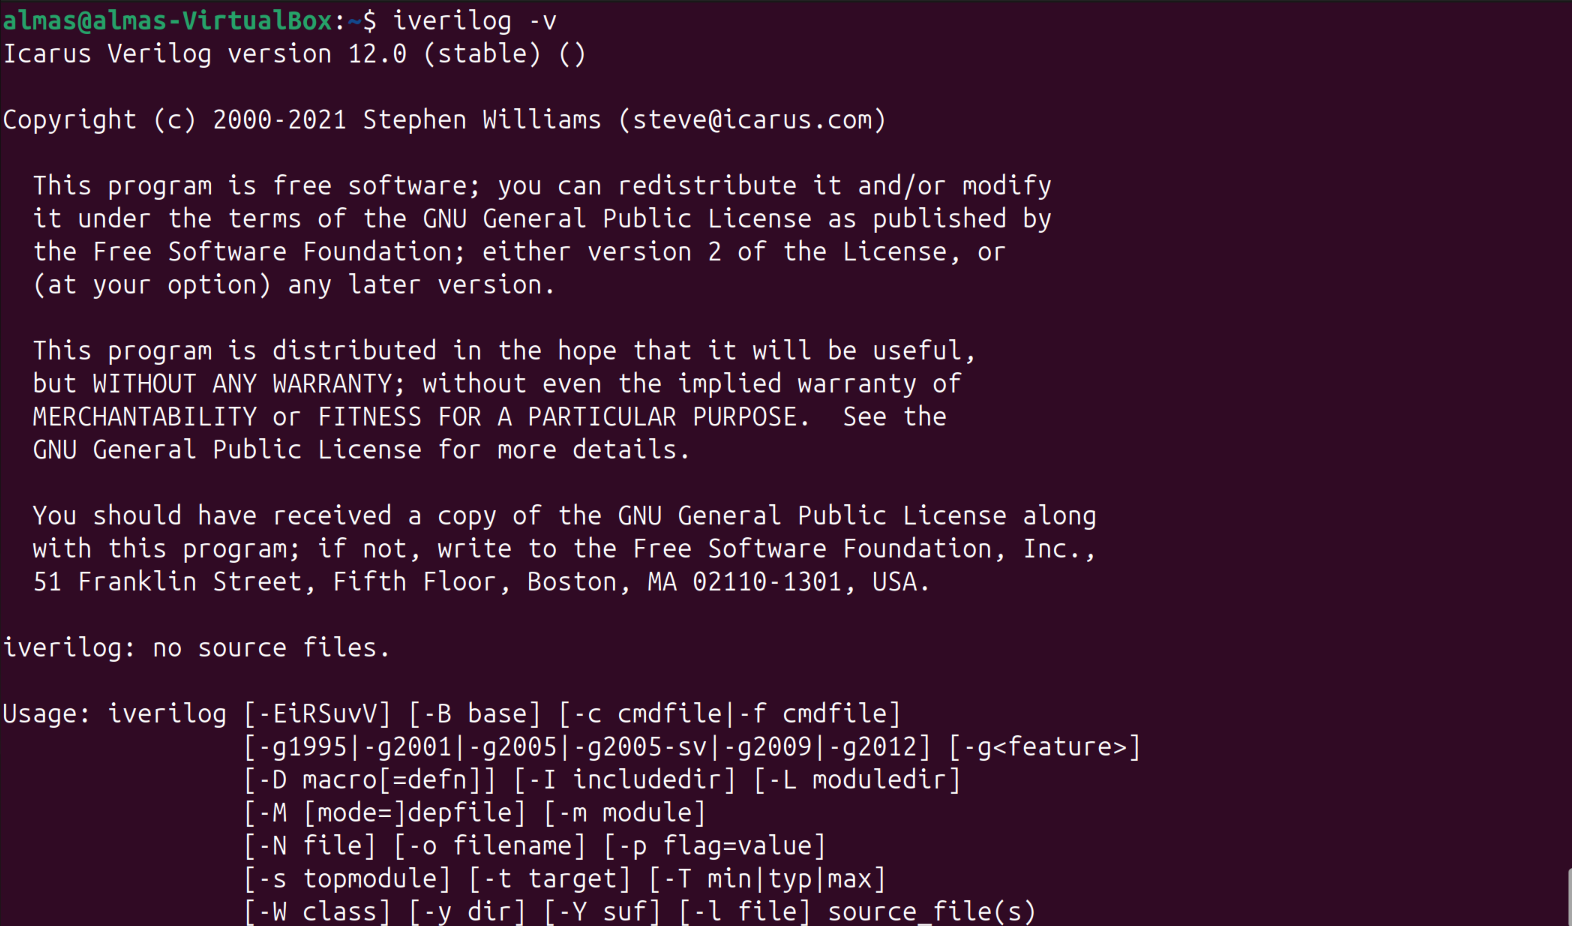 almas@almas-VirtualBox:~$ iverilog -v
Icarus Verilog version 12.0 (stable) ()
Copyright (c) 2000-2021 Stephen Williams (steve@icarus.com)
This program is free software; you can redistribute it and/or modify
it under the terms of the GNU General Public License as published by
the Free Software Foundation; either version 2 of the License, or
(at your option) any later version.
This program is distributed in the hope that it will be useful,
but WITHOUT ANY WARRANTY; without even the implied warranty of
MERCHANTABILITY or FITNESS FOR A PARTICULAR PURPOSE.  See the
GNU General Public License for more details.
You should have received a copy of the GNU General Public License along
with this program; if not, write to the Free Software Foundation, Inc.,
51 Franklin Street, Fifth Floor, Boston, MA 02110-1301, USA.
iverilog: no source files.
Usage: iverilog [-EiRSuvV] [-B base] [-c cmdfile|-f cmdfile]
[-g1995|-g2001|-g2005|-g2005-sv|-g2009|-g2012] [-g<feature>]
[-D macro[=defn]] [-I includedir] [-L moduledir]
[-M [mode=]depfile] [-m module]
[-N file] [-o filename] [-p flag=value]
[-s topmodule] [-t target] [-T min|typ|max]
[-W class] [-y dir] [-Y suf] [-l file] source_file(s)